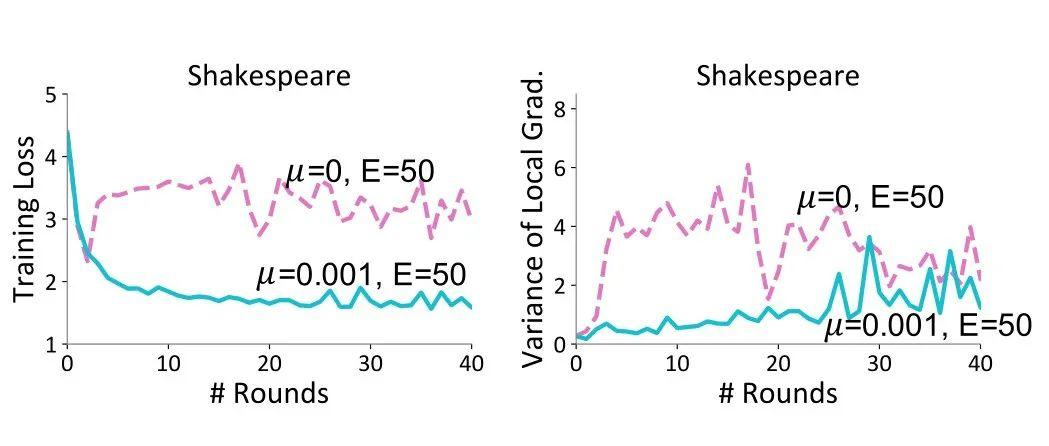 Shakespeare
Training Loss
5
4
3
2
1
μ=0, E=50
μ=0.001, E=50
0
10
20
30
40
# Rounds
Shakespeare
Variance of Local Grad.
8
6
4
2
0
μ=0, E=50
μ=0.001, E=50
0
10
20
30
40
# Rounds